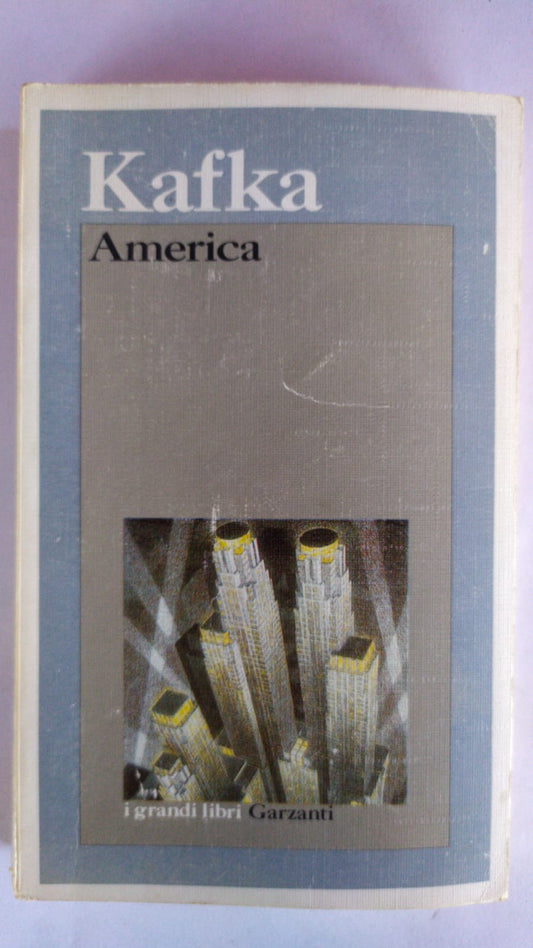 Kafka
America
i grandi libri Garzanti